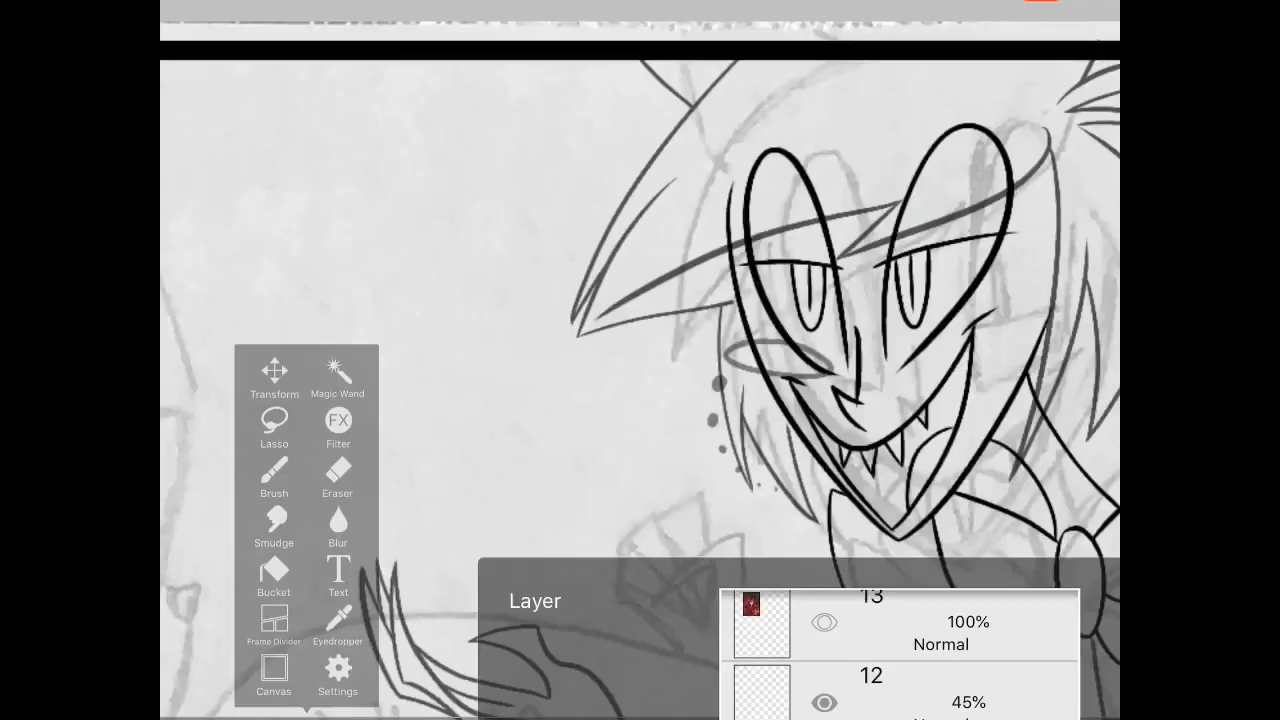 Transform Magic Wand
Lasso FX Filter
Brush Eraser
Smudge Blur
Bucket T Text
Frame Divider Eyedropper
Canvas Settings
Layer
13
100%
Normal
12
45%